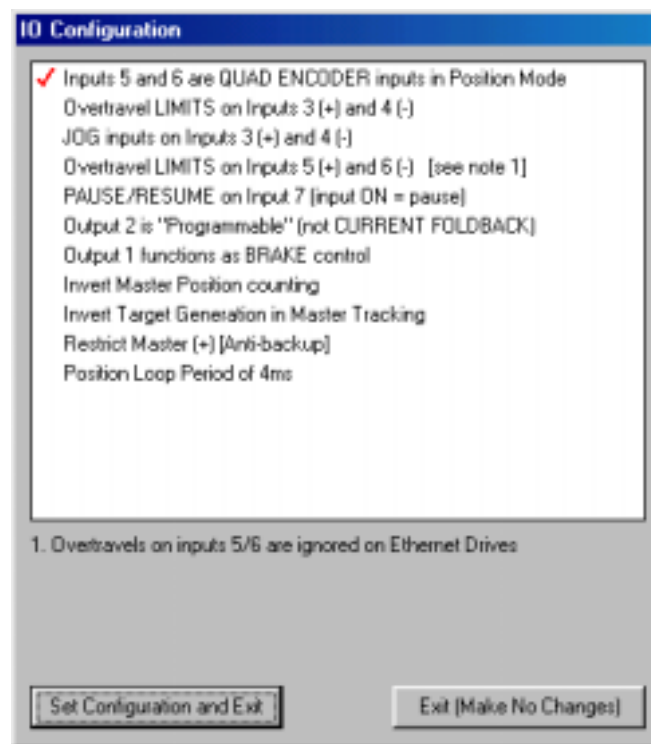 IO Configuration
Inputs 5 and 6 are QUAD ENCODER inputs in Position Mode
Overtravel LIMITS on Inputs 3 (+) and 4 (-)
JOG inputs on Inputs 3 (+) and 4 (-)
Overtravel LIMITS on Inputs 5 (+) and 6 (-) [see note 1]
PAUSE/RESUME on Input 7 (input ON = pause)
Output 2 is "Programmable" (not CURRENT FOLDBACK)
Output 1 functions as BRAKE control
Invert Master Position counting
Invert Target Generation in Master Tracking
Restrict Master (+) [Anti-backup]
Position Loop Period of 4ms
1. Overtravels on inputs 5/6 are ignored on Ethernet Drives
Set Configuration and Exit
Exit (Make No Changes)